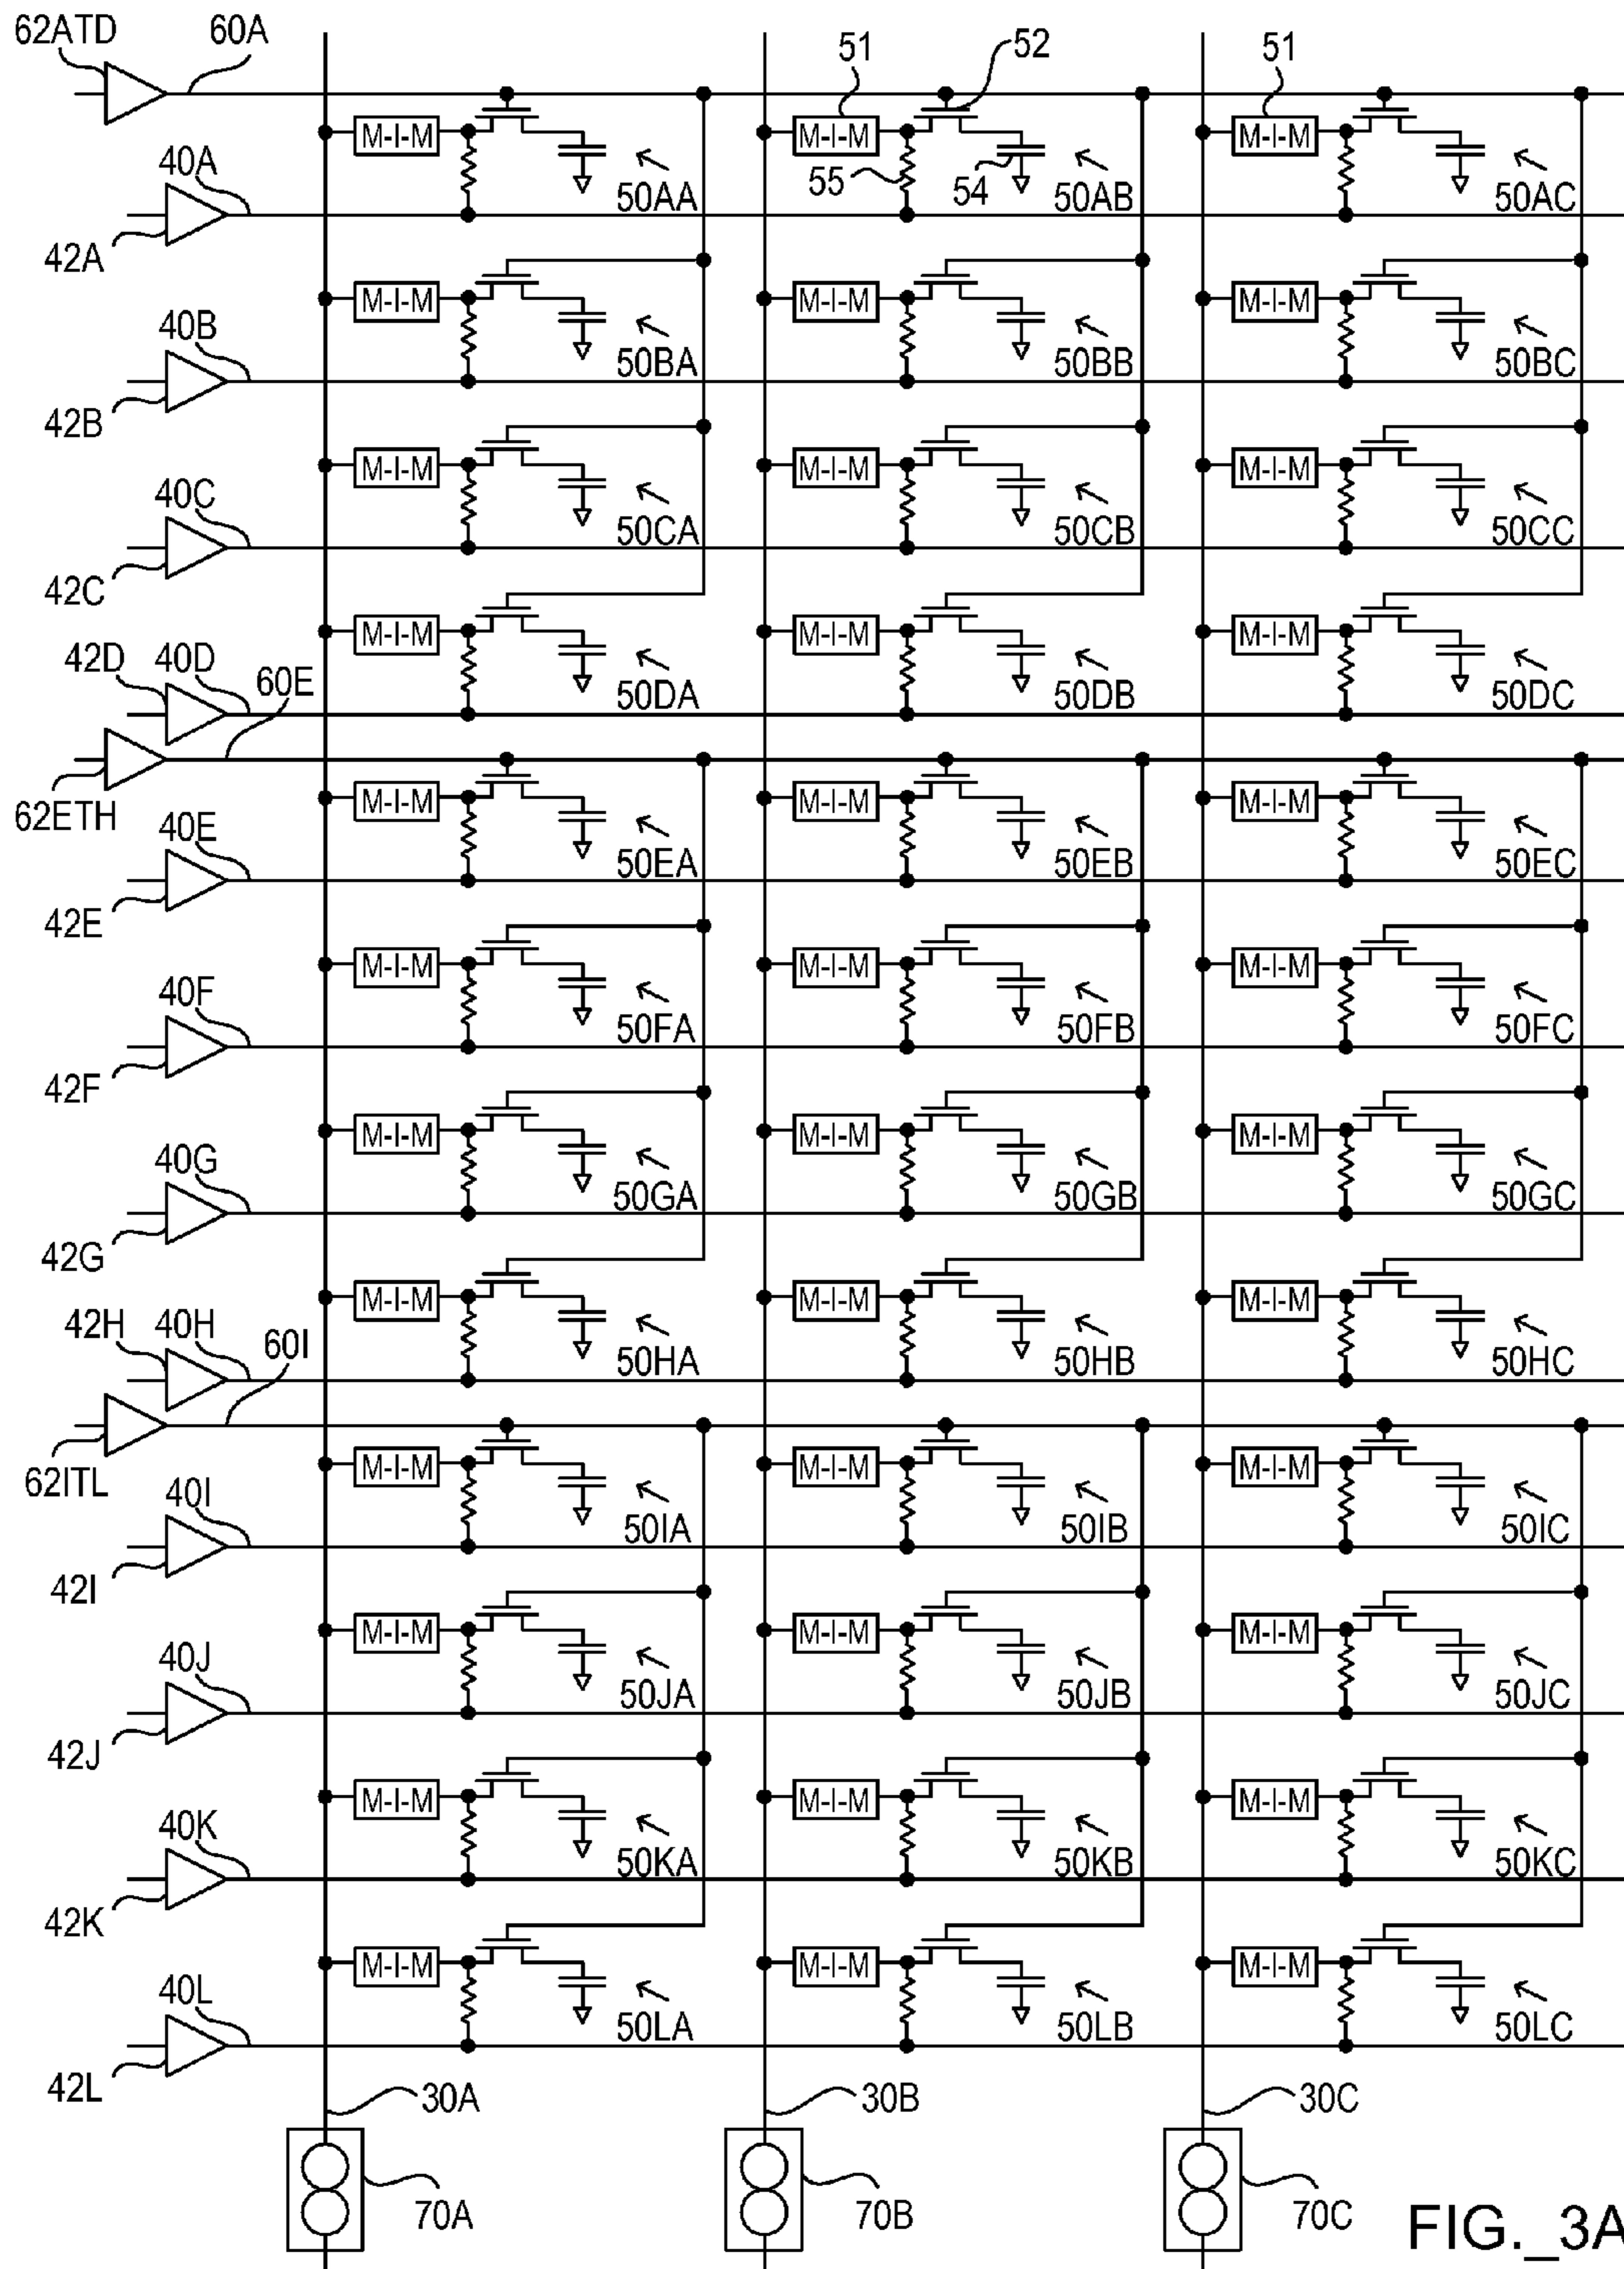 62ATD 60A 51 52 51
M-I-M M-I-M M-I-M
40A 55 54
50AA 50AB 50AC
42A
M-I-M M-I-M M-I-M
40B
50BA 50BB 50BC
42B
M-I-M M-I-M M-I-M
40C
50CA 50CB 50CC
42C
M-I-M M-I-M M-I-M
42D 40D 60E
50DA 50DB 50DC
M-I-M M-I-M M-I-M
62ETH
40E
50EA 50EB 50EC
42E
M-I-M M-I-M M-I-M
40F
50FA 50FB 50FC
42F
M-I-M M-I-M M-I-M
40G
50GA 50GB 50GC
42G
M-I-M M-I-M M-I-M
42H 40H 60I
50HA 50HB 50HC
M-I-M M-I-M M-I-M
62ITL
40I
50IA 50IB 50IC
42I
M-I-M M-I-M M-I-M
40J
50JA 50JB 50JC
42J
M-I-M M-I-M M-I-M
40K
50KA 50KB 50KC
42K
M-I-M M-I-M M-I-M
40L
50LA 50LB 50LC
42L
30A 30B 30C
70A 70B 70C
FIG._3A